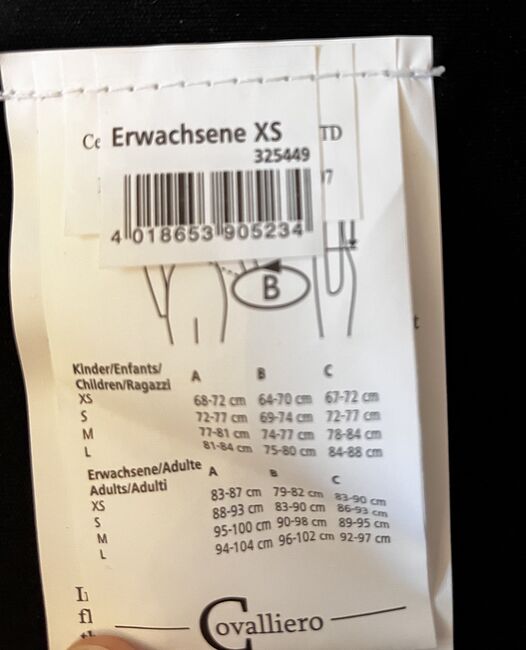 Erwachsene XS
TD
325449
4 018653 905234
B
Kinder/Enfants/
Children/Ragazzi A B C
XS 68-72 cm 64-70 cm 67-72 cm
S 72-77 cm 69-74 cm 72-77 cm
M 77-81 cm 74-77 cm 78-84 cm
L 81-84 cm 75-80 cm 84-88 cm
Erwachsene/Adulte
Adults/Adulti A B C
XS 83-87 cm 79-82 cm 83-90 cm
S 88-93 cm 83-90 cm 86-93 cm
M 95-100 cm 90-98 cm 89-95 cm
L 94-104 cm 96-102 cm 92-97 cm
fl
Covalliero